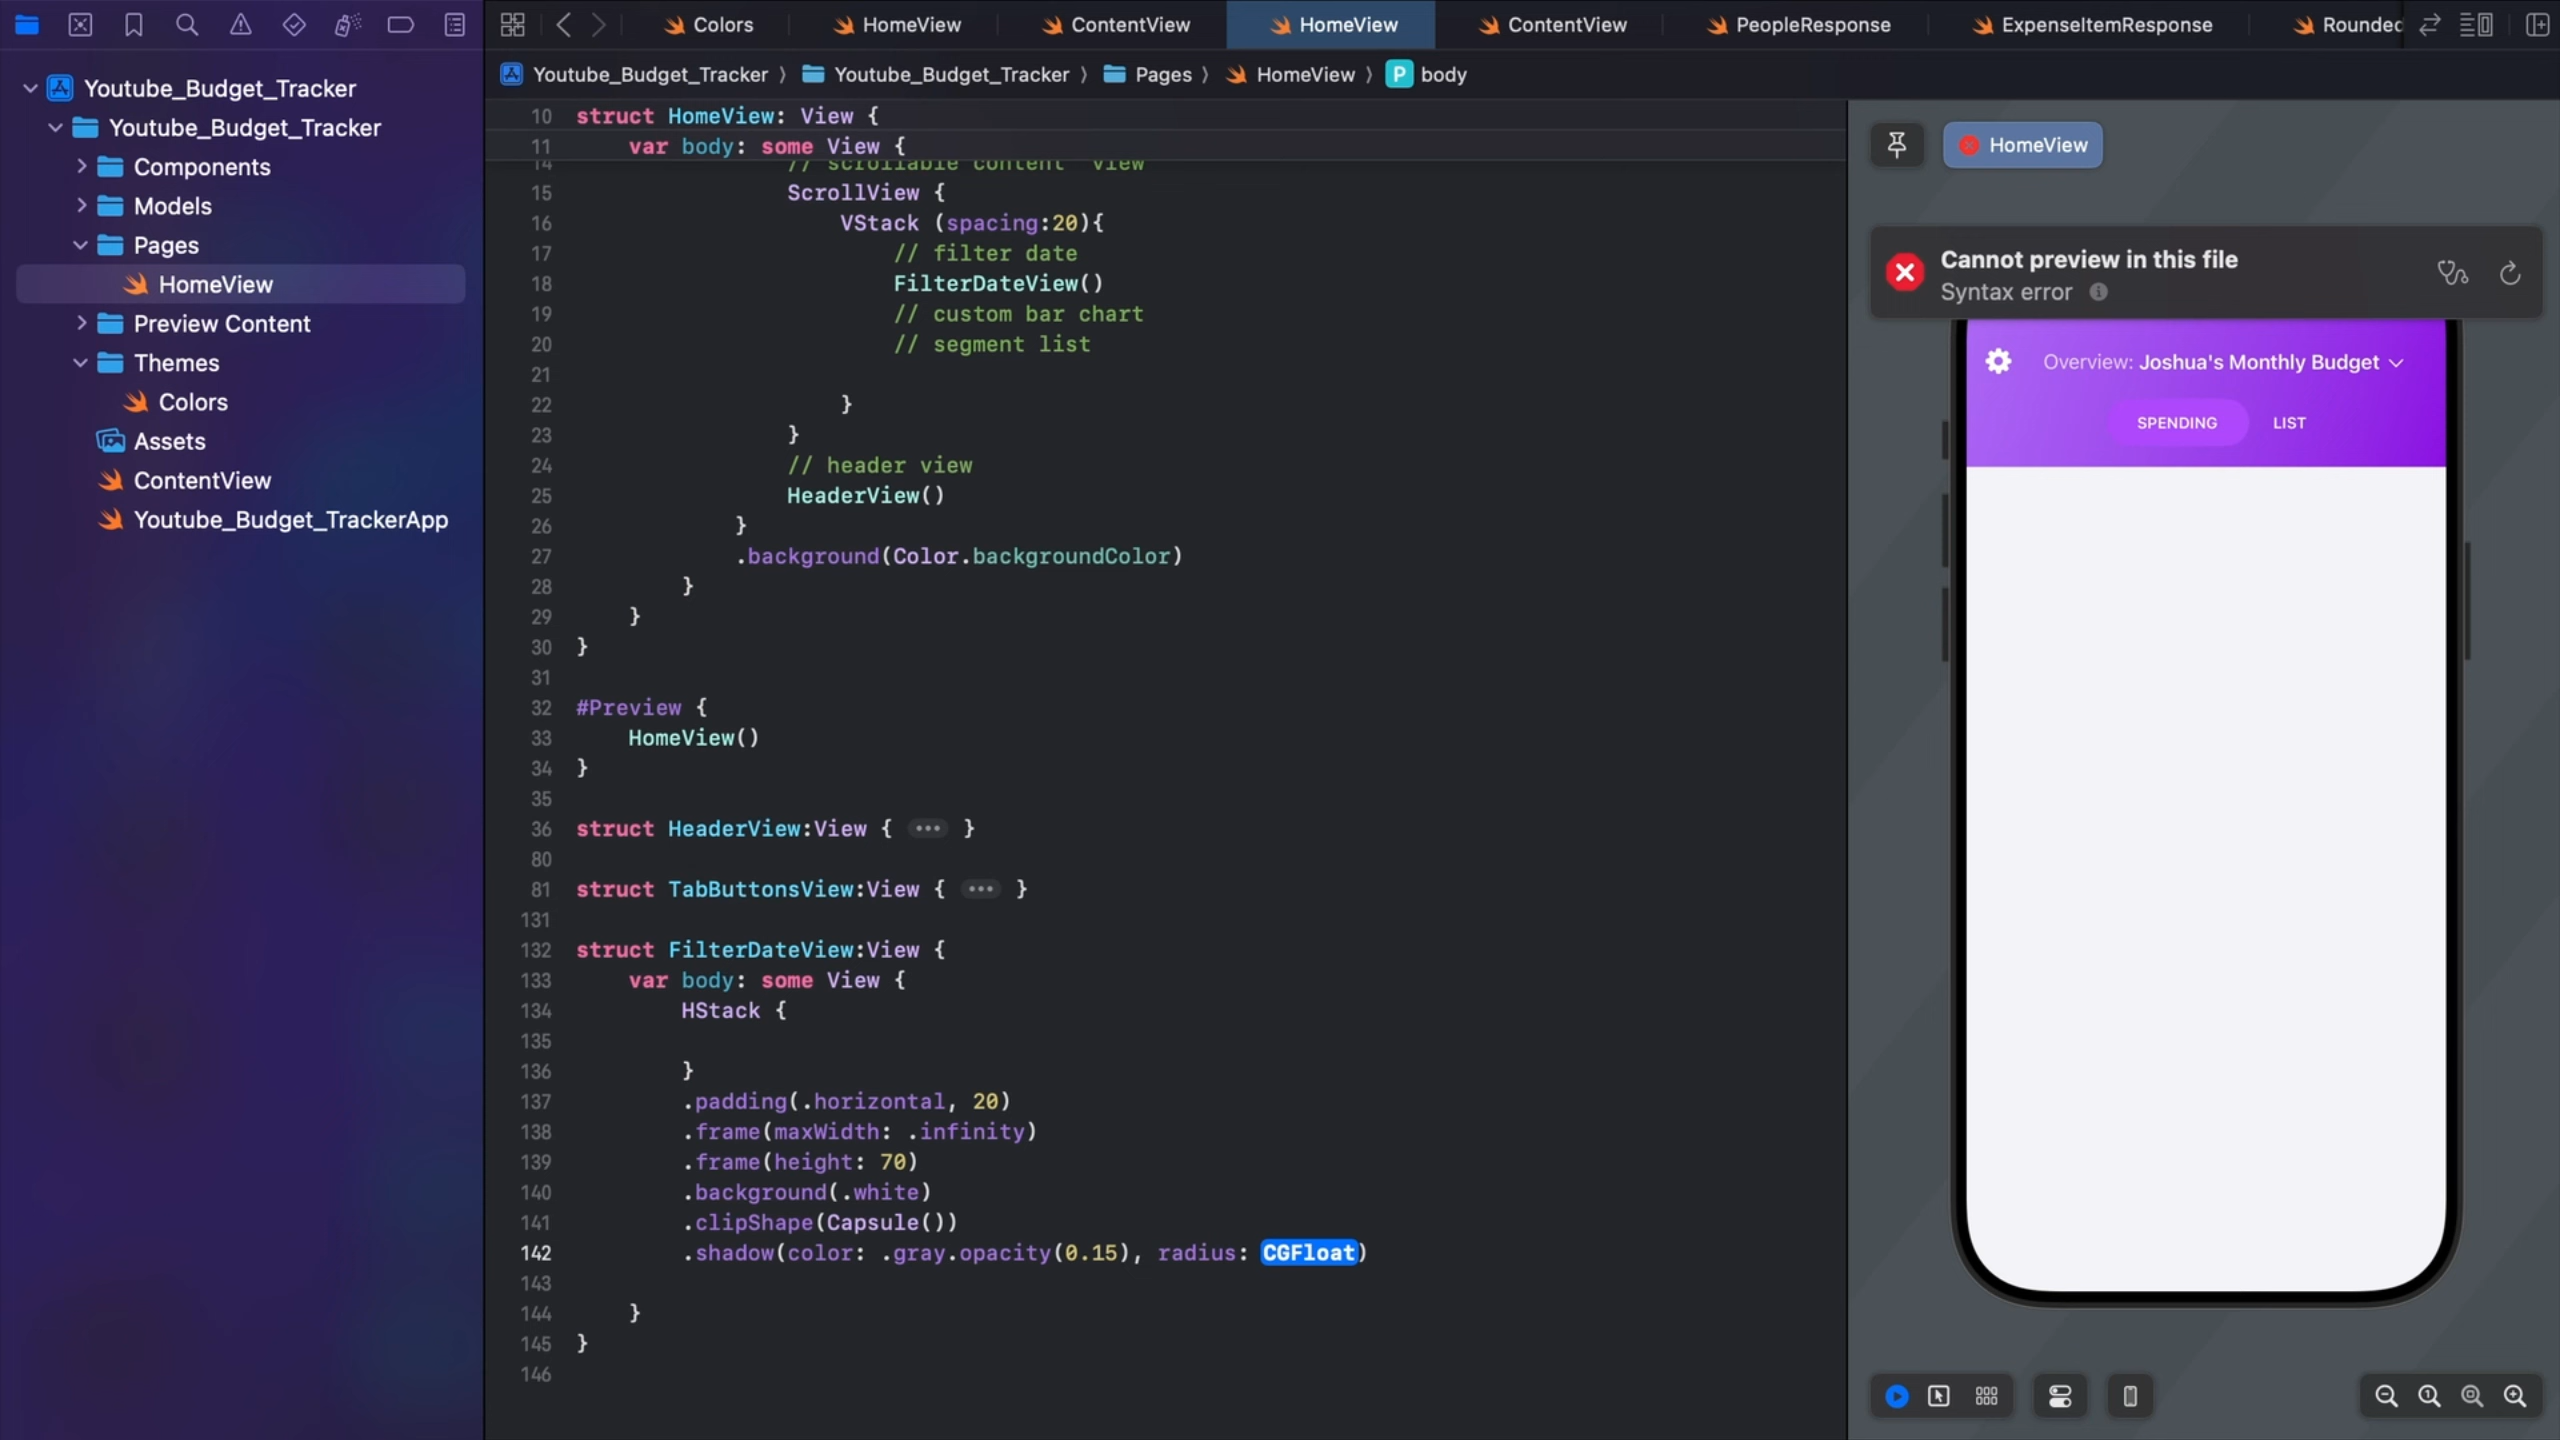 Colors
HomeView
ContentView
HomeView
ContentView
PeopleResponse
ExpenseItemResponse
Rounded
Youtube_Budget_Tracker
Youtube_Budget_Tracker
Pages
HomeView
P body
Youtube_Budget_Tracker
Youtube_Budget_Tracker
Components
Models
Pages
HomeView
Preview Content
Themes
Colors
Assets
ContentView
Youtube_Budget_TrackerApp
10 struct HomeView: View {
11 var body: some View {
14 // scrollable content view
15 ScrollView {
16 VStack (spacing:20){
17 // filter date
18 FilterDateView()
19 // custom bar chart
20 // segment list
21
22 }
23 }
24 // header view
25 HeaderView()
26 }
27 .background(Color.backgroundColor)
28 }
29 }
30 }
31
32 #Preview {
33 HomeView()
34 }
35
36 struct HeaderView:View { ••• }
80
81 struct TabButtonsView:View { ••• }
131
132 struct FilterDateView:View {
133 var body: some View {
134 HStack {
135
136 }
137 .padding(.horizontal, 20)
138 .frame(maxWidth: .infinity)
139 .frame(height: 70)
140 .background(.white)
141 .clipShape(Capsule())
142 .shadow(color: .gray.opacity(0.15), radius: CGFloat)
143
144 }
145 }
146
HomeView
Cannot preview in this file
Syntax error
Overview: Joshua's Monthly Budget
SPENDING LIST